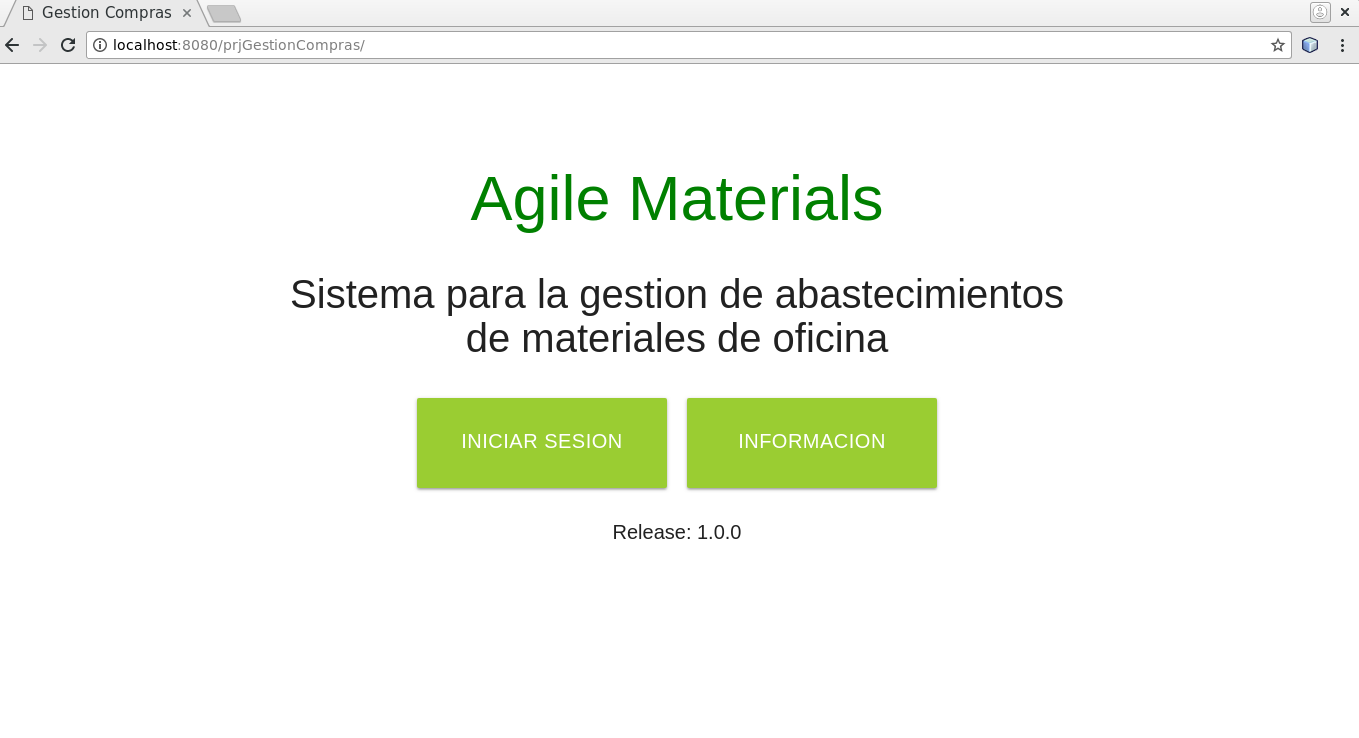 Gestion Compras
localhost:8080/prjGestionCompras/
Agile Materials
Sistema para la gestion de abastecimientos
de materiales de oficina
INICIAR SESION
INFORMACION
Release: 1.0.0